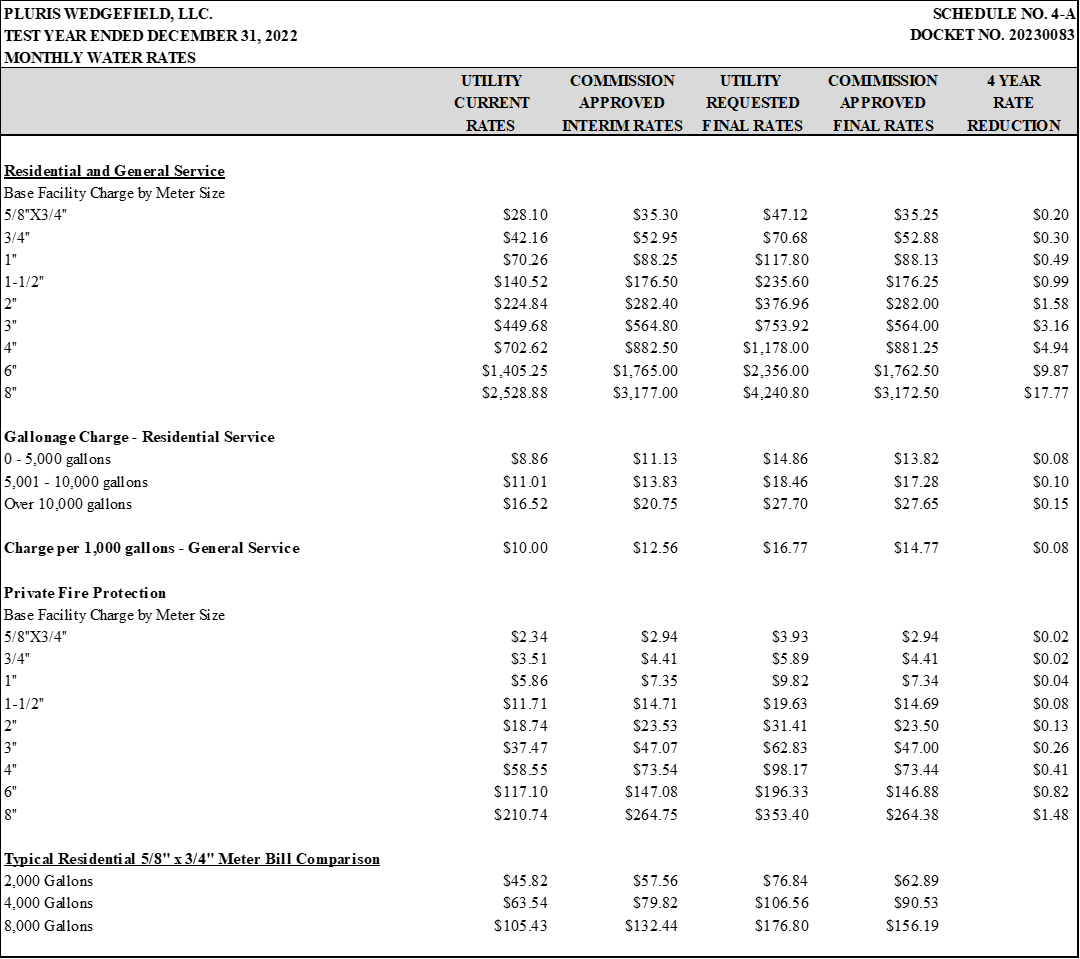 PLURIS WEDGEFIELD, LLC. SCHEDULE NO. 4-A
TEST YEAR ENDED DECEMBER 31, 2022 DOCKET NO. 20230083
MONTHLY WATER RATES
UTILITY COMMISSION UTILITY COMIMISSION 4 YEAR
CURRENT APPROVED REQUESTED APPROVED RATE
RATES INTERIM RATES FINAL RATES FINAL RATES REDUCTION
Residential and General Service
Base Facility Charge by Meter Size
5/8"X3/4" $28.10 $35.30 $47.12 $35.25 $0.20
3/4" $42.16 $52.95 $70.68 $52.88 $0.30
1" $70.26 $88.25 $117.80 $88.13 $0.49
1-1/2" $140.52 $176.50 $235.60 $176.25 $0.99
2" $224.84 $282.40 $376.96 $282.00 $1.58
3" $449.68 $564.80 $753.92 $564.00 $3.16
4" $702.62 $882.50 $1,178.00 $881.25 $4.94
6" $1,405.25 $1,765.00 $2,356.00 $1,762.50 $9.87
8" $2,528.88 $3,177.00 $4,240.80 $3,172.50 $17.77
Gallonage Charge - Residential Service
0 - 5,000 gallons $8.86 $11.13 $14.86 $13.82 $0.08
5,001 - 10,000 gallons $11.01 $13.83 $18.46 $17.28 $0.10
Over 10,000 gallons $16.52 $20.75 $27.70 $27.65 $0.15
Charge per 1,000 gallons - General Service $10.00 $12.56 $16.77 $14.77 $0.08
Private Fire Protection
Base Facility Charge by Meter Size
5/8"X3/4" $2.34 $2.94 $3.93 $2.94 $0.02
3/4" $3.51 $4.41 $5.89 $4.41 $0.02
1" $5.86 $7.35 $9.82 $7.34 $0.04
1-1/2" $11.71 $14.71 $19.63 $14.69 $0.08
2" $18.74 $23.53 $31.41 $23.50 $0.13
3" $37.47 $47.07 $62.83 $47.00 $0.26
4" $58.55 $73.54 $98.17 $73.44 $0.41
6" $117.10 $147.08 $196.33 $146.88 $0.82
8" $210.74 $264.75 $353.40 $264.38 $1.48
Typical Residential 5/8" x 3/4" Meter Bill Comparison
2,000 Gallons $45.82 $57.56 $76.84 $62.89
4,000 Gallons $63.54 $79.82 $106.56 $90.53
8,000 Gallons $105.43 $132.44 $176.80 $156.19